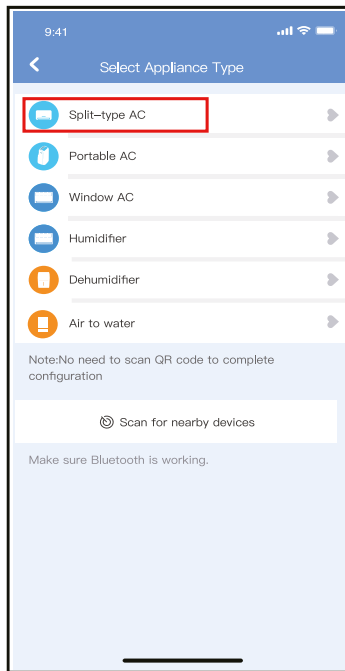 9:41
Select Appliance Type
Split-type AC
Portable AC
Window AC
Humidifier
Dehumidifier
Air to water
Note:No need to scan QR code to complete
configuration
Scan for nearby devices
Make sure Bluetooth is working.